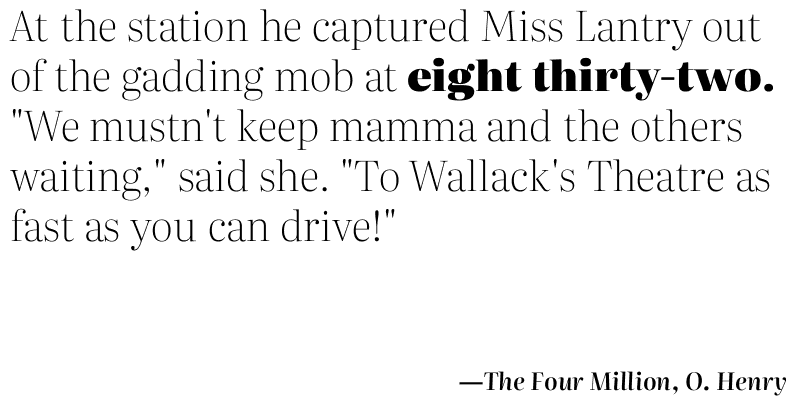 At the station he captured Miss Lantry out
of the gadding mob at eight thirty-two.
"We mustn't keep mamma and the others
waiting," said she. "To Wallack's Theatre as
fast as you can drive!"
—The Four Million, O. Henry